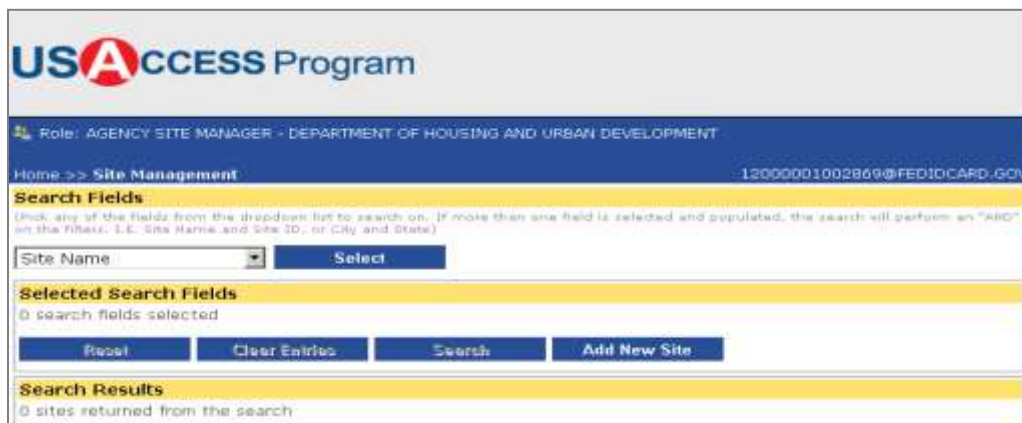 USACCESS Program
Role: AGENCY SITE MANAGER - DEPARTMENT OF HOUSING AND URBAN DEVELOPMENT
Home >> Site Management 12000001002869@FEDIDCARD.GOV
Search Fields
(Pick any of the fields from the dropdown list to search on. If more than one field is selected and populated, the search will perform an "AND"
on the filters. I.E. Site Name and Site ID, or City and State)
Site Name Select
Selected Search Fields
0 search fields selected
Reset Clear Entries Search Add New Site
Search Results
0 sites returned from the search